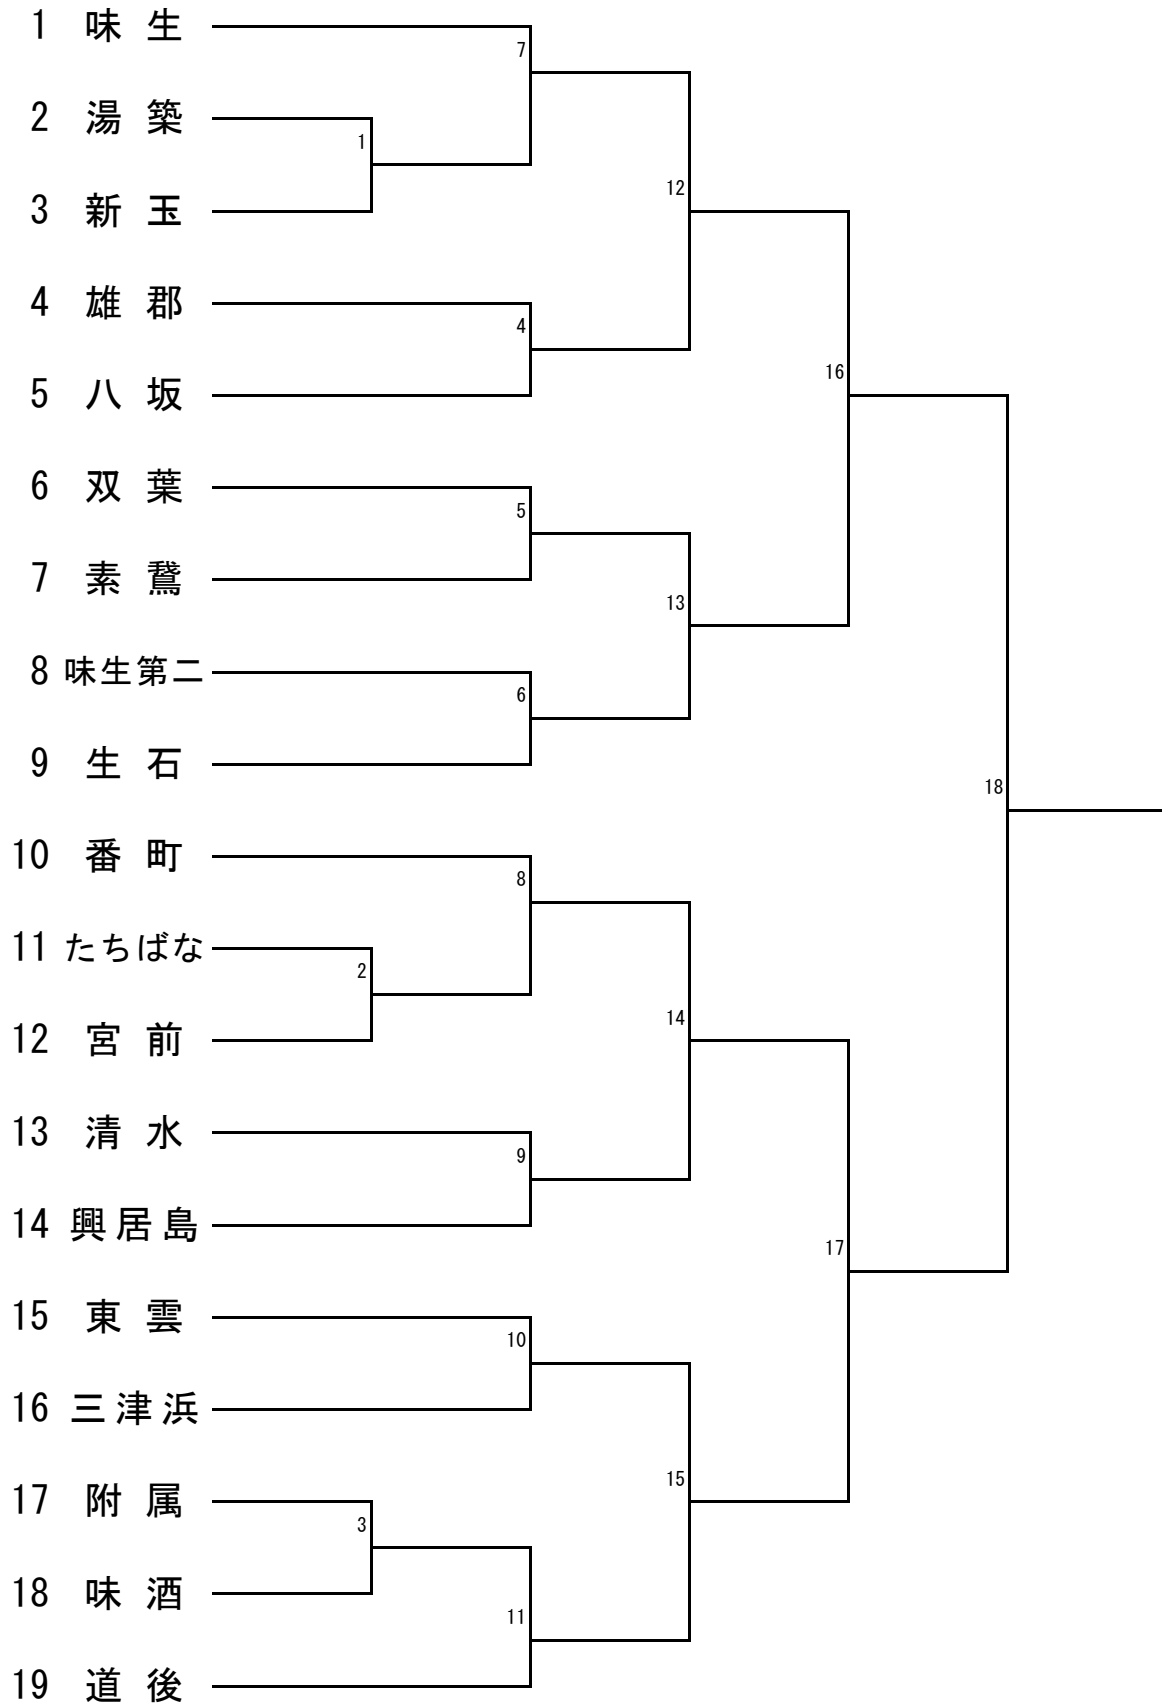 1 味生
7
2 湯築
1
12
3 新玉
4 雄郡
4
16
5 八坂
6 双葉
5
7 素鵞
13
8 味生第二
6
9 生石
18
10 番町
8
11 たちばな
2
14
12 宮前
13 清水
9
14 興居島
17
15 東雲
10
16 三津浜
15
17 附属
3
18 味酒
11
19 道後